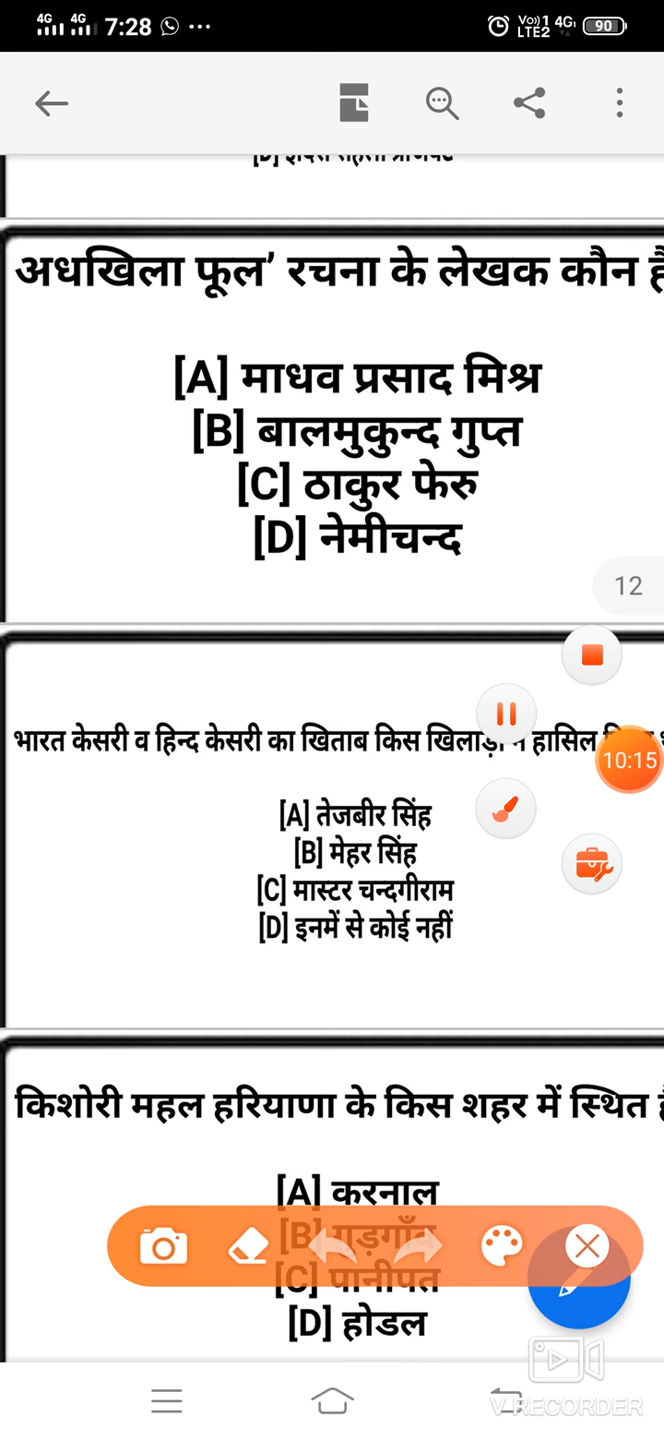 4G 4G 7:28 Vo)) 1 4G 90
LTE2
अधखिला फूल’ रचना के लेखक कौन
[A] माधव प्रसाद मिश्र
[B] बालमुकुन्द गुप्त
[C] ठाकुर फेरु
[D] नेमीचन्द
12
भारत केसरी व हिन्द केसरी का खिताब किस हासिल
10:15
[A] तेजबीर सिंह
[B] मेहर सिंह
[C] मास्टर चन्दगीराम
[D] इनमें से कोई नहीं
किशोरी महल हरियाणा के किस शहर में स्थित
[A] करनाल
[B] गुड़गाँव
[C] पानीपत
[D] होडल
V RECORDER